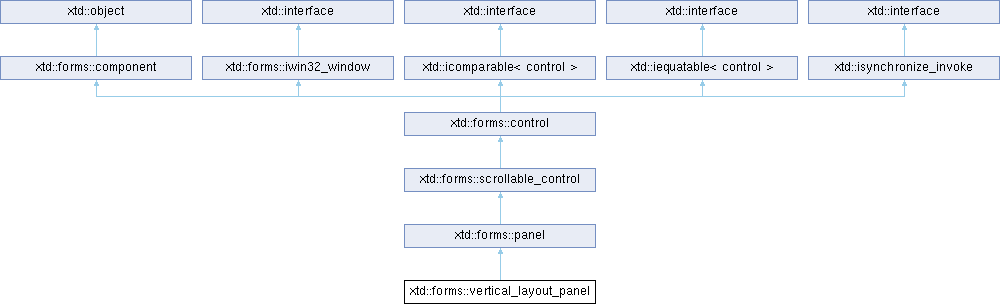 xtd::object
xtd::interface
xtd::interface
xtd::interface
xtd::interface
xtd::forms::component
xtd::forms::iwin32_window
xtd::icomparable< control >
xtd::iequatable< control >
xtd::isynchronize_invoke
xtd::forms::control
xtd::forms::scrollable_control
xtd::forms::panel
xtd::forms::vertical_layout_panel